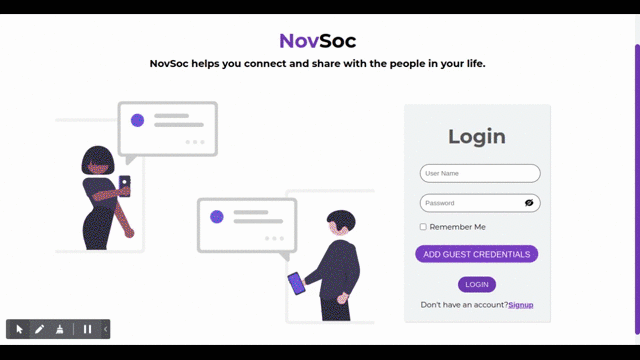 NovSoc
NovSoc helps you connect and share with the people in your life.
Login
User Name
Password
Remember Me
ADD GUEST CREDENTIALS
LOGIN
Don't have an account?Signup